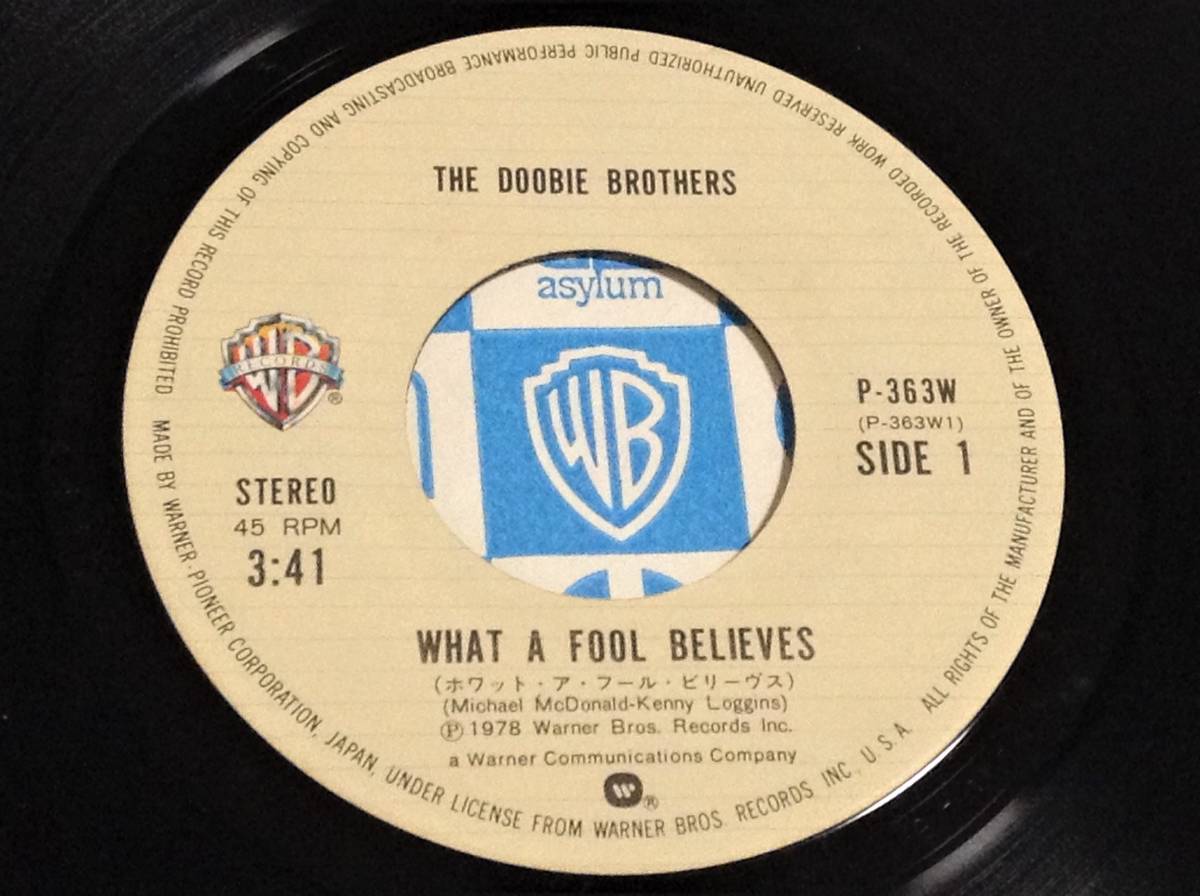 THE DOOBIE BROTHERS
asylum
WB
WB
RECORDS
®
P-363W
(P-363W1)
SIDE 1
STEREO
45 RPM
3:41
WHAT A FOOL BELIEVES
(ホワット・ア・フール・ビリーヴス)
(Michael McDonald-Kenny Loggins)
Ⓟ 1978 Warner Bros. Records Inc.
a Warner Communications Company
®
MADE BY WARNER-PIONEER CORPORATION, JAPAN, UNDER LICENSE FROM WARNER BROS. RECORDS INC., U.S.A. ALL RIGHTS OF THE MANUFACTURER AND OF THE OWNER OF THE RECORDED WORK RESERVED UNAUTHORIZED PUBLIC PERFORMANCE BROADCASTING AND COPYING OF THIS RECORD PROHIBITED